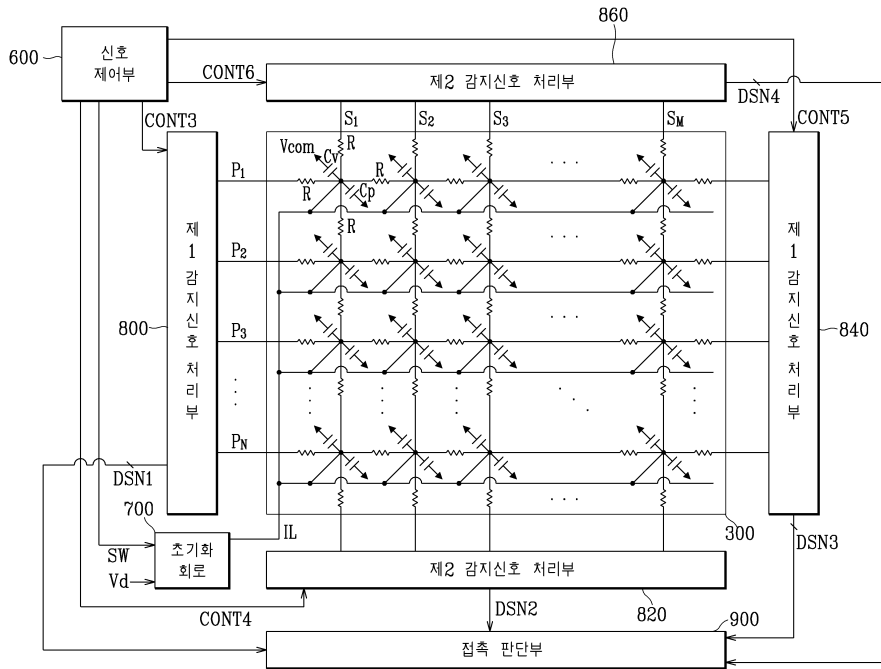 860
600
신호
제어부
CONT6
제2 감지신호 처리부
DSN4
CONT3
S1
S2
S3
SM
CONT5
Vcom
Cv
R
P1
R
R
Cp
. . .
R
P2
. . .
제
1
감
지
신
호
처
리
부
제
1
감
지
신
호
처
리
부
800
P3
840
. . .
PN
DSN1
. . .
700
300
IL
DSN3
SW
초기화
회로
Vd
제2 감지신호 처리부
CONT4
DSN2
820
900
접촉 판단부